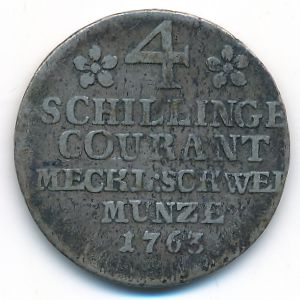 4
SCHILLINGE
COURANT
MECKL:SCHWER
MUNZE
1763